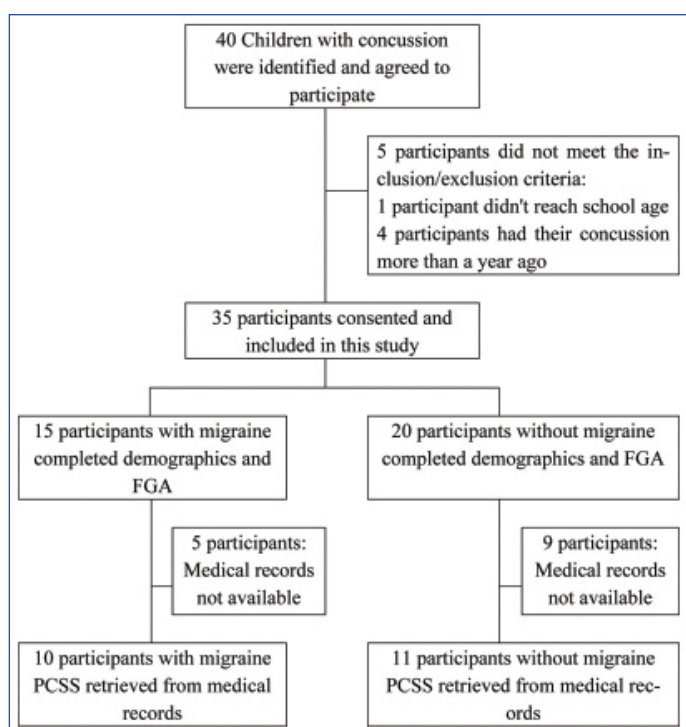 40 Children with concussion
were identified and agreed to
participate
5 participants did not meet the in-
clusion/exclusion criteria:
1 participant didn't reach school age
4 participants had their concussion
more than a year ago
35 participants consented and
included in this study
15 participants with migraine
completed demographics and
FGA
20 participants without migraine
completed demographics and FGA
5 participants:
Medical records
not available
9 participants:
Medical records
not available
10 participants with migraine
PCSS retrieved from medical
records
11 participants without migraine
PCSS retrieved from medical rec-
ords